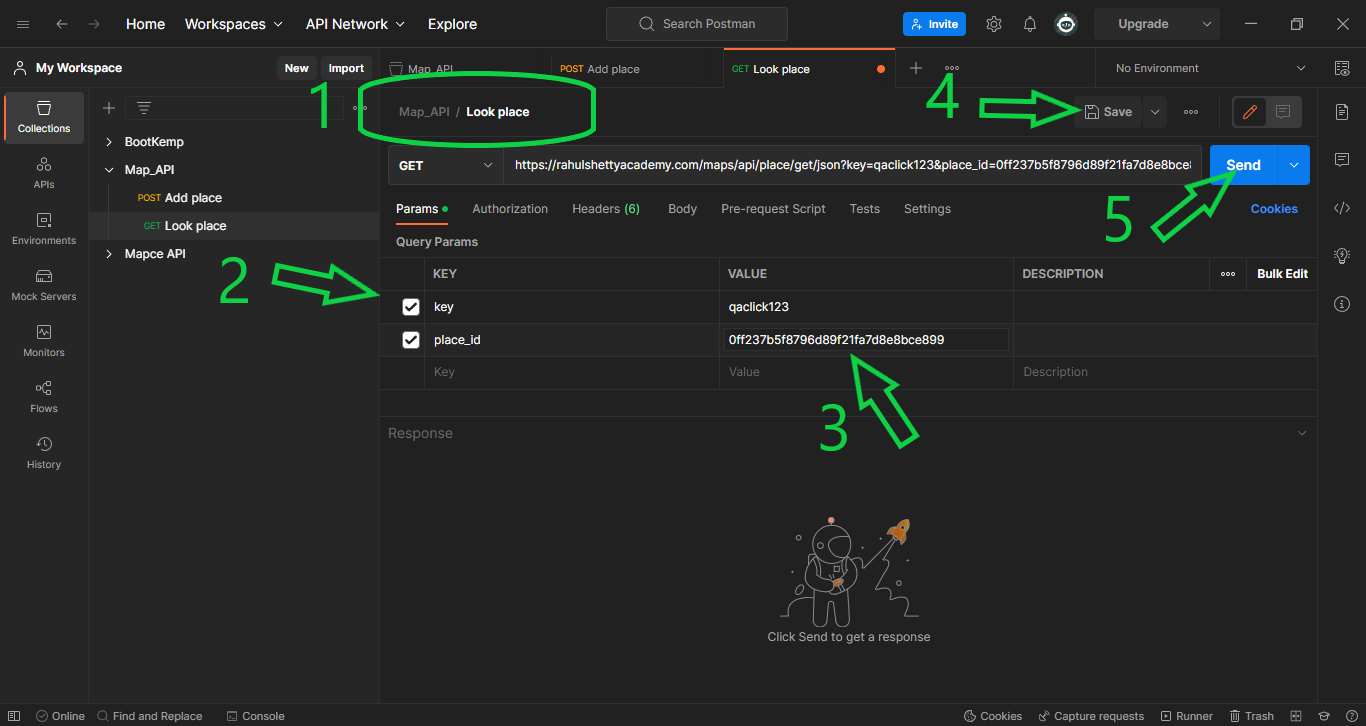 Home Workspaces API Network Explore Search Postman Invite Upgrade
My Workspace New Import Map_API POST Add place GET Look place No Environment
1
4
Map_API / Look place Save
Collections
BootKemp
Map_API
GET https://rahulshettyacademy.com/maps/api/place/get/json?key=qaclick123&place_id=0ff237b5f8796d89f21fa7d8e8bce8 Send
APIs
POST Add place
Params Authorization Headers (6) Body Pre-request Script Tests Settings Cookies
5
GET Look place
Environments
Query Params
Mapce API
KEY VALUE DESCRIPTION Bulk Edit
2
Mock Servers
key qaclick123
place_id 0ff237b5f8796d89f21fa7d8e8bce899
Monitors
Key Value Description
Flows
3
Response
History
Click Send to get a response
Online Find and Replace Console Cookies Capture requests Runner Trash